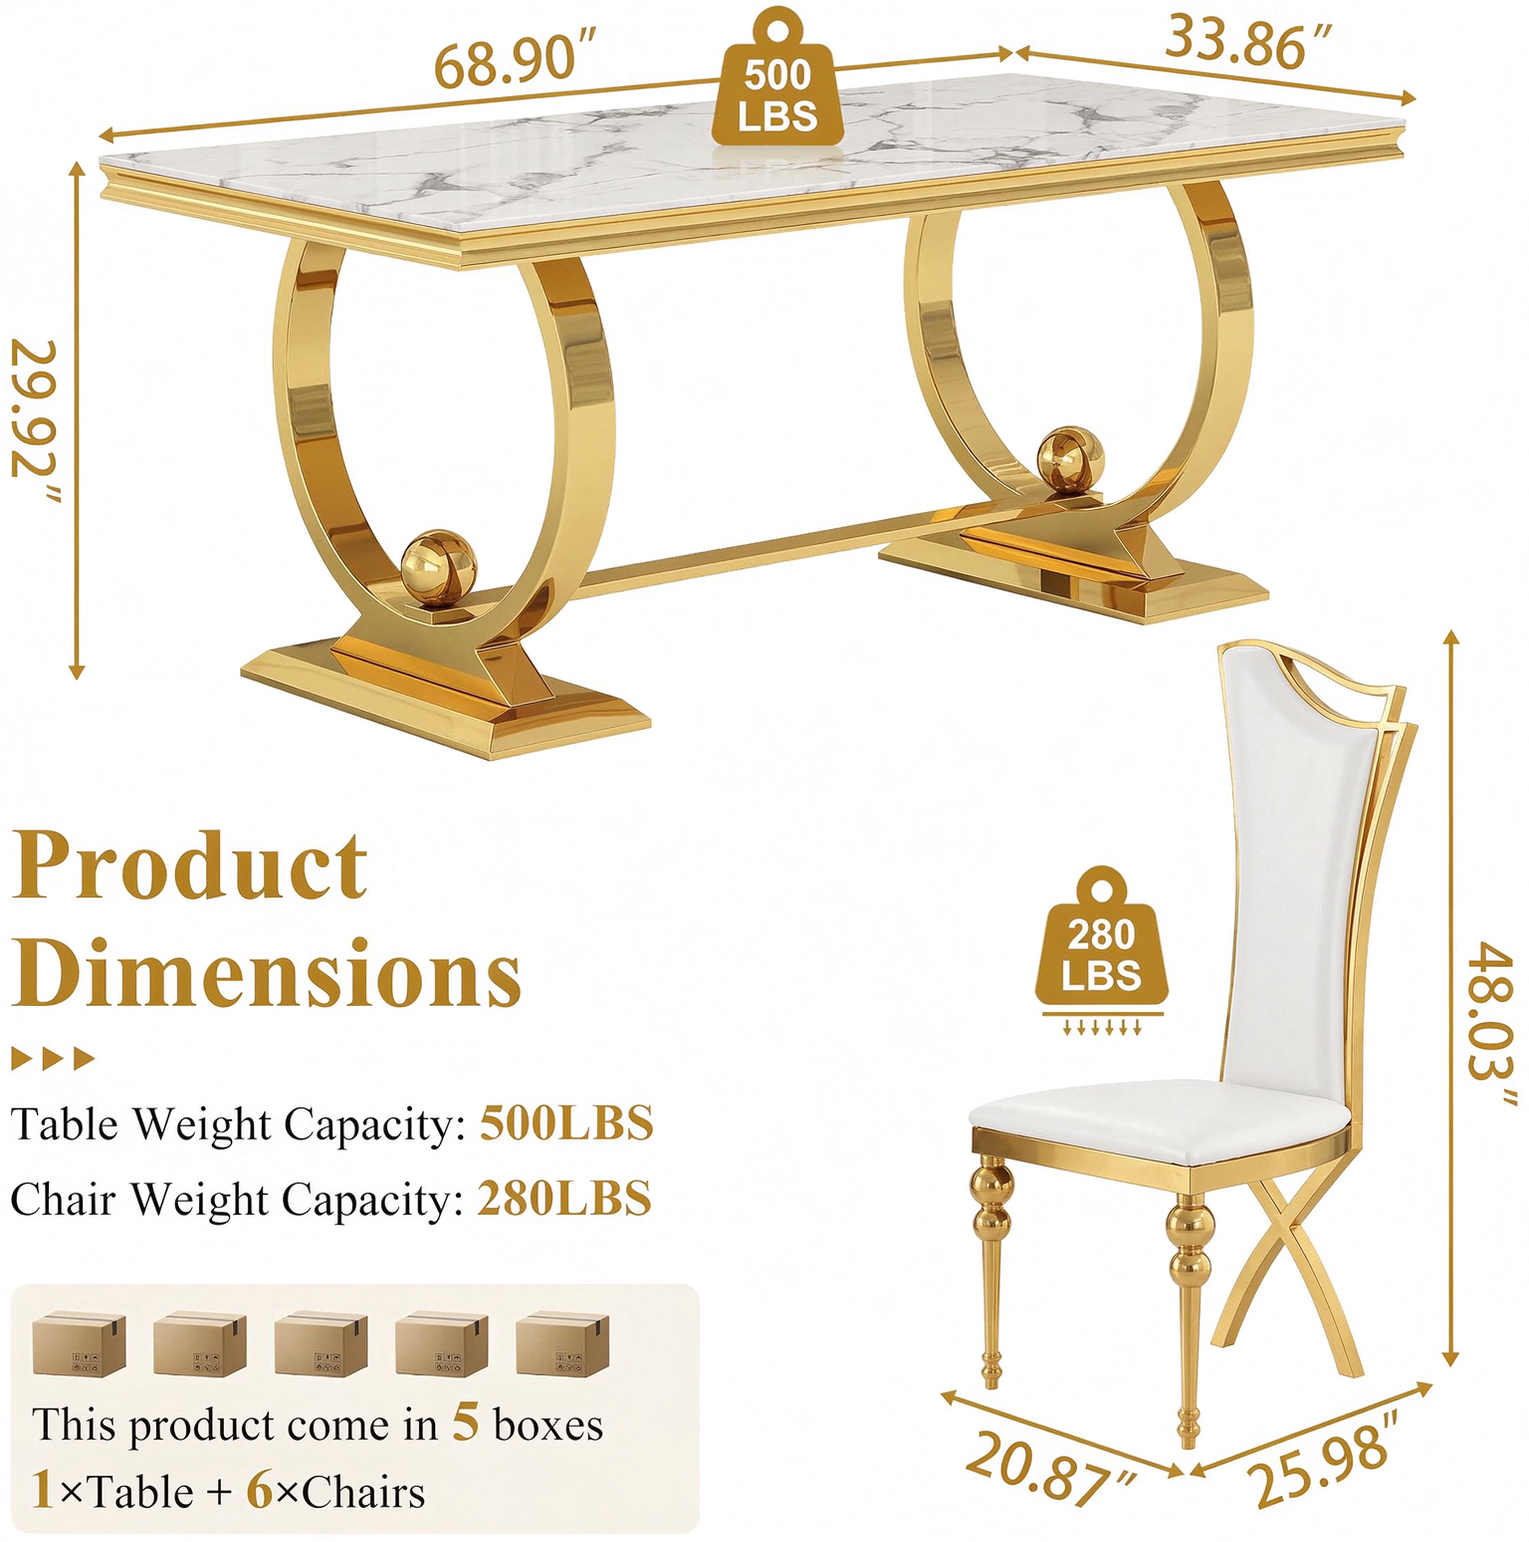 68.90"
500
LBS
33.86"
29.92"
Product
Dimensions
Table Weight Capacity: 500LBS
Chair Weight Capacity: 280LBS
This product come in 5 boxes
1×Table + 6×Chairs
280
LBS
48.03"
20.87"
25.98"